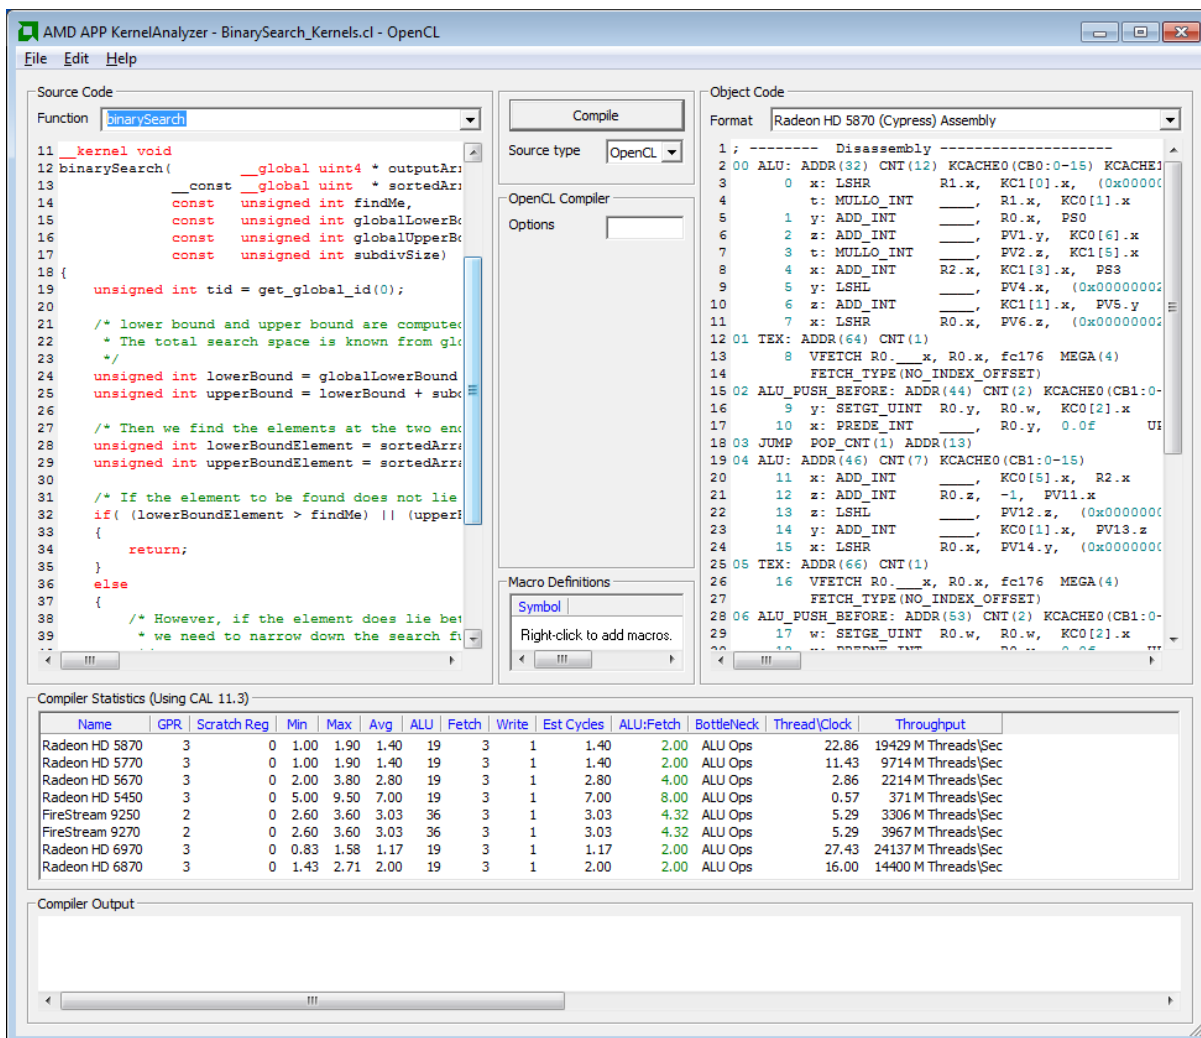 AMD APP KernelAnalyzer - BinarySearch_Kernels.cl - OpenCL
File Edit Help
Source Code
Function binarySearch
11 __kernel void
12 binarySearch( __global uint4 * outputArr
13 __const __global uint * sortedArr
14 const unsigned int findMe,
15 const unsigned int globalLowerBo
16 const unsigned int globalUpperBo
17 const unsigned int subdivSize)
18 {
19 unsigned int tid = get_global_id(0);
20
21 /* lower bound and upper bound are computed
22 * The total search space is known from glo
23 */
24 unsigned int lowerBound = globalLowerBound
25 unsigned int upperBound = lowerBound + subd
26
27 /* Then we find the elements at the two end
28 unsigned int lowerBoundElement = sortedArra
29 unsigned int upperBoundElement = sortedArra
30
31 /* If the element to be found does not lie
32 if( (lowerBoundElement > findMe) || (upperB
33 {
34 return;
35 }
36 else
37 {
38 /* However, if the element does lie bet
39 * we need to narrow down the search fu
Compile
Source type OpenCL
OpenCL Compiler
Options
Macro Definitions
Symbol
Right-click to add macros.
Object Code
Format Radeon HD 5870 (Cypress) Assembly
1 ; -------- Disassembly --------------------
2 00 ALU: ADDR(32) CNT(12) KCACHE0(CB0:0-15) KCACHE1
3 0 x: LSHR R1.x, KC1[0].x, (0x00000
4 t: MULLO_INT ____, R1.x, KC0[1].x
5 1 y: ADD_INT ____, R0.x, PS0
6 2 z: ADD_INT ____, PV1.y, KC0[6].x
7 3 t: MULLO_INT ____, PV2.z, KC1[5].x
8 4 x: ADD_INT R2.x, KC1[3].x, PS3
9 5 y: LSHL ____, PV4.x, (0x00000002
10 6 z: ADD_INT ____, KC1[1].x, PV5.y
11 7 x: LSHR R0.x, PV6.z, (0x00000002
12 01 TEX: ADDR(64) CNT(1)
13 8 VFETCH R0.___x, R0.x, fc176 MEGA(4)
14 FETCH_TYPE(NO_INDEX_OFFSET)
15 02 ALU_PUSH_BEFORE: ADDR(44) CNT(2) KCACHE0(CB1:0-
16 9 y: SETGT_UINT R0.y, R0.w, KC0[2].x
17 10 x: PREDE_INT ____, R0.y, 0.0f UI
18 03 JUMP POP_CNT(1) ADDR(13)
19 04 ALU: ADDR(46) CNT(7) KCACHE0(CB1:0-15)
20 11 x: ADD_INT ____, KC0[5].x, R2.x
21 12 z: ADD_INT R0.z, -1, PV11.x
22 13 z: LSHL ____, PV12.z, (0x0000000
23 14 y: ADD_INT ____, KC0[1].x, PV13.z
24 15 x: LSHR R0.x, PV14.y, (0x0000000
25 05 TEX: ADDR(66) CNT(1)
26 16 VFETCH R0.___x, R0.x, fc176 MEGA(4)
27 FETCH_TYPE(NO_INDEX_OFFSET)
28 06 ALU_PUSH_BEFORE: ADDR(53) CNT(2) KCACHE0(CB1:0-
29 17 w: SETGE_UINT R0.w, R0.w, KC0[2].x
Compiler Statistics (Using CAL 11.3)
Name GPR Scratch Reg Min Max Avg ALU Fetch Write Est Cycles ALU:Fetch BottleNeck Thread\Clock Throughput
Radeon HD 5870 3 0 1.00 1.90 1.40 19 3 1 1.40 2.00 ALU Ops 22.86 19429 M Threads\Sec
Radeon HD 5770 3 0 1.00 1.90 1.40 19 3 1 1.40 2.00 ALU Ops 11.43 9714 M Threads\Sec
Radeon HD 5670 3 0 2.00 3.80 2.80 19 3 1 2.80 4.00 ALU Ops 2.86 2214 M Threads\Sec
Radeon HD 5450 3 0 5.00 9.50 7.00 19 3 1 7.00 8.00 ALU Ops 0.57 371 M Threads\Sec
FireStream 9250 2 0 2.60 3.60 3.03 36 3 1 3.03 4.32 ALU Ops 5.29 3306 M Threads\Sec
FireStream 9270 2 0 2.60 3.60 3.03 36 3 1 3.03 4.32 ALU Ops 5.29 3967 M Threads\Sec
Radeon HD 6970 3 0 0.83 1.58 1.17 19 3 1 1.17 2.00 ALU Ops 27.43 24137 M Threads\Sec
Radeon HD 6870 3 0 1.43 2.71 2.00 19 3 1 2.00 2.00 ALU Ops 16.00 14400 M Threads\Sec
Compiler Output